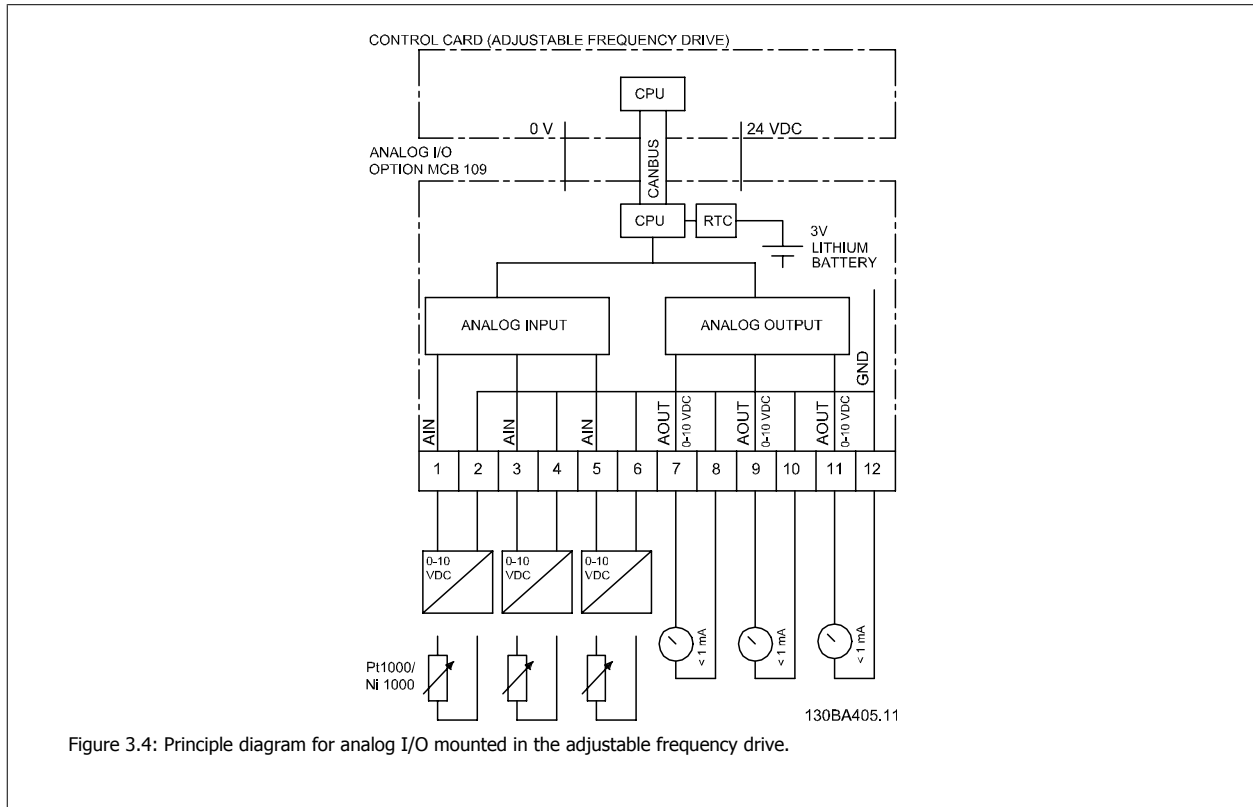 CONTROL CARD (ADJUSTABLE FREQUENCY DRIVE)
CPU
0 V
24 VDC
ANALOG I/O
OPTION MCB 109
CANBUS
CPU
RTC
3V
LITHIUM
BATTERY
ANALOG INPUT
ANALOG OUTPUT
GND
AIN
AIN
AIN
AOUT
0-10 VDC
AOUT
0-10 VDC
AOUT
0-10 VDC
1 2 3 4 5 6 7 8 9 10 11 12
0-10
VDC
0-10
VDC
0-10
VDC
< 1 mA
< 1 mA
< 1 mA
Pt1000/
Ni 1000
130BA405.11
Figure 3.4: Principle diagram for analog I/O mounted in the adjustable frequency drive.